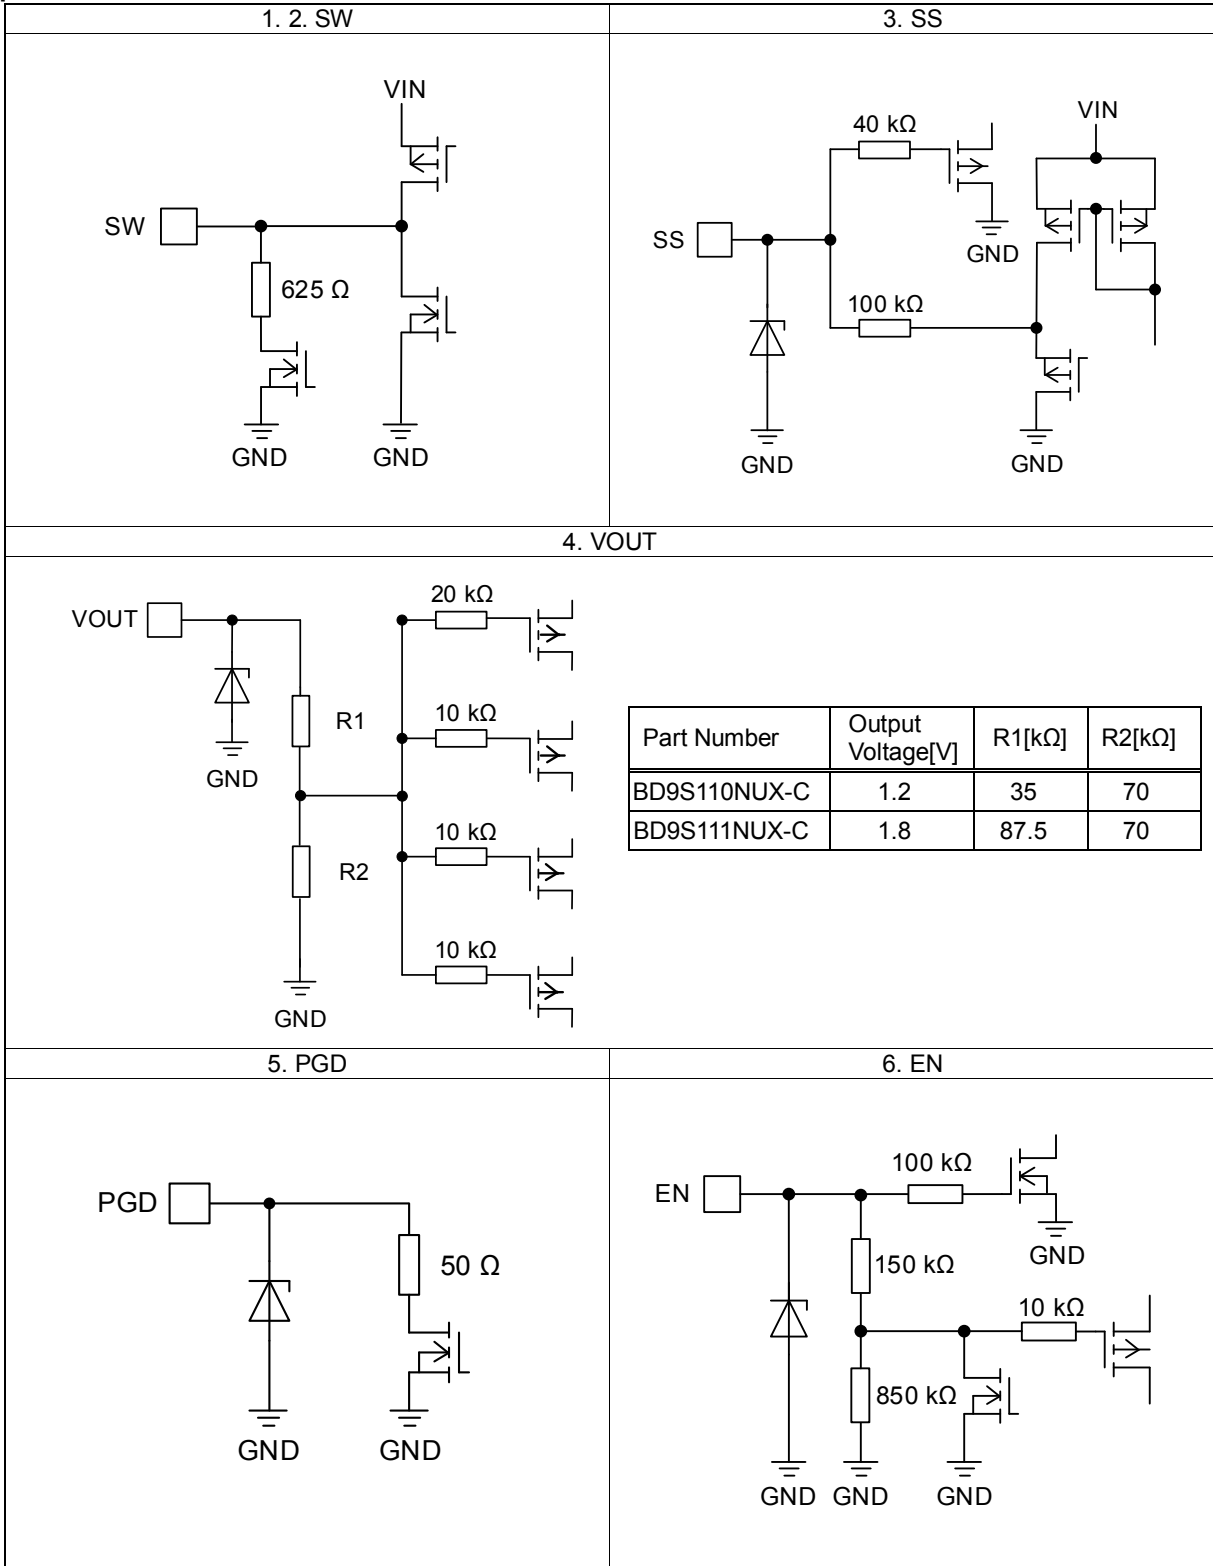 1. 2. SW
VIN
SW
625 Ω
GND
GND
3. SS
40 kΩ
VIN
SS
GND
100 kΩ
GND
GND
4. VOUT
VOUT
20 kΩ
R1
10 kΩ
GND
10 kΩ
R2
10 kΩ
GND
Part Number Output Voltage[V] R1[kΩ] R2[kΩ]
BD9S110NUX-C 1.2 35 70
BD9S111NUX-C 1.8 87.5 70
5. PGD
PGD
50 Ω
GND
GND
6. EN
100 kΩ
EN
GND
150 kΩ
10 kΩ
850 kΩ
GND
GND
GND